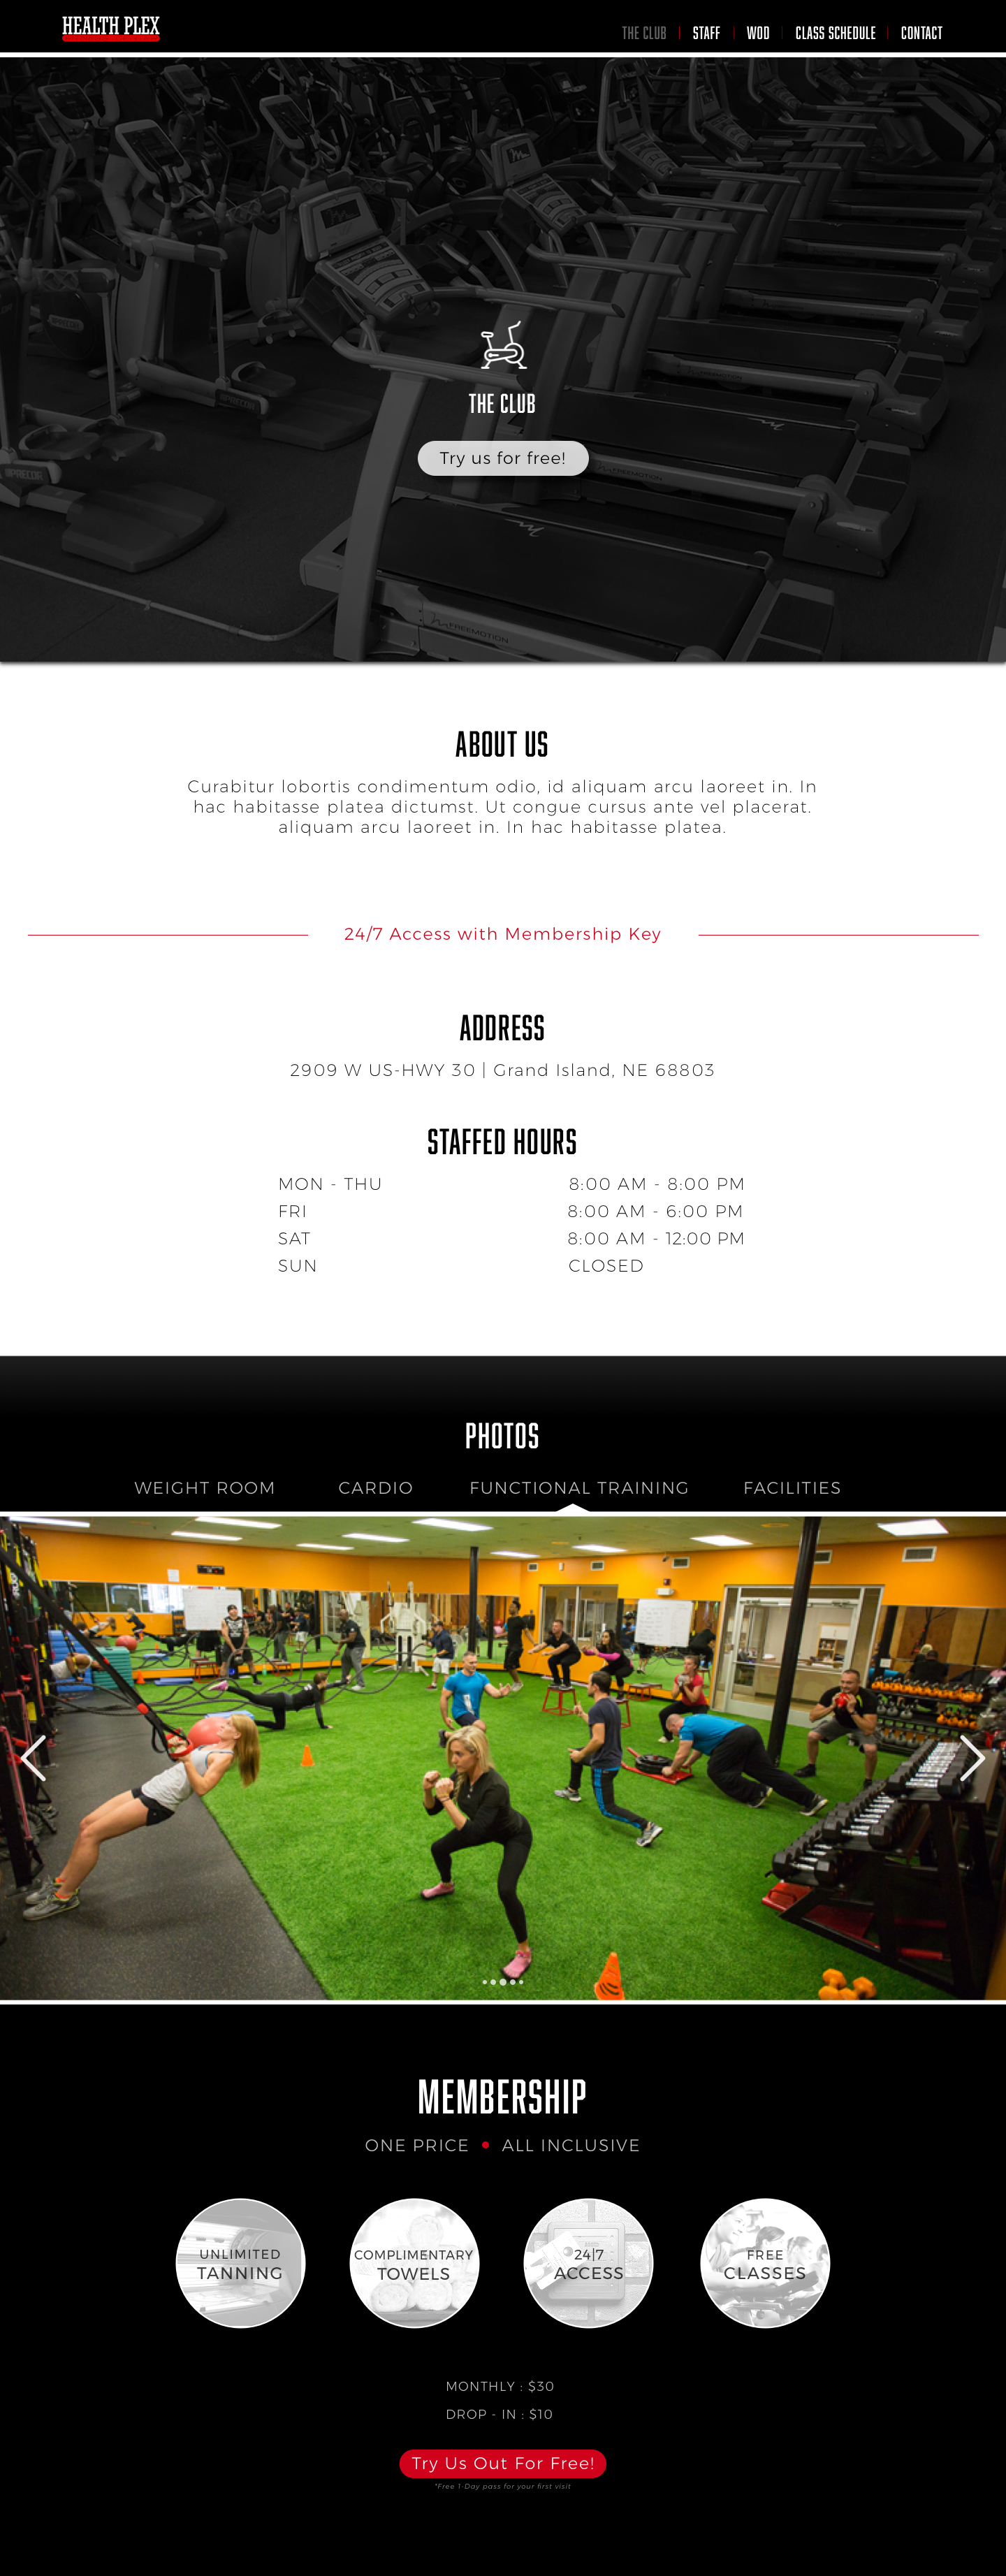 HEALTH PLEX
THE CLUB
STAFF
WOD
CLASS SCHEDULE
CONTACT
PRECOR
FREEMOTION
FREEMOTION
THE CLUB
Try us for free!
ABOUT US
Curabitur lobortis condimentum odio, id aliquam arcu laoreet in. In
hac habitasse platea dictumst. Ut congue cursus ante vel placerat.
aliquam arcu laoreet in. In hac habitasse platea.
24/7 Access with Membership Key
ADDRESS
2909 W US-HWY 30 | Grand Island, NE 68803
STAFFED HOURS
MON - THU 8:00 AM - 8:00 PM
FRI 8:00 AM - 6:00 PM
SAT 8:00 AM - 12:00 PM
SUN CLOSED
PHOTOS
WEIGHT ROOM
CARDIO
FUNCTIONAL TRAINING
FACILITIES
MEMBERSHIP
ONE PRICE • ALL INCLUSIVE
UNLIMITED
TANNING
COMPLIMENTARY
TOWELS
24|7
ACCESS
FREE
CLASSES
MONTHLY : $30
DROP - IN : $10
Try Us Out For Free!
*Free 1-Day pass for your first visit